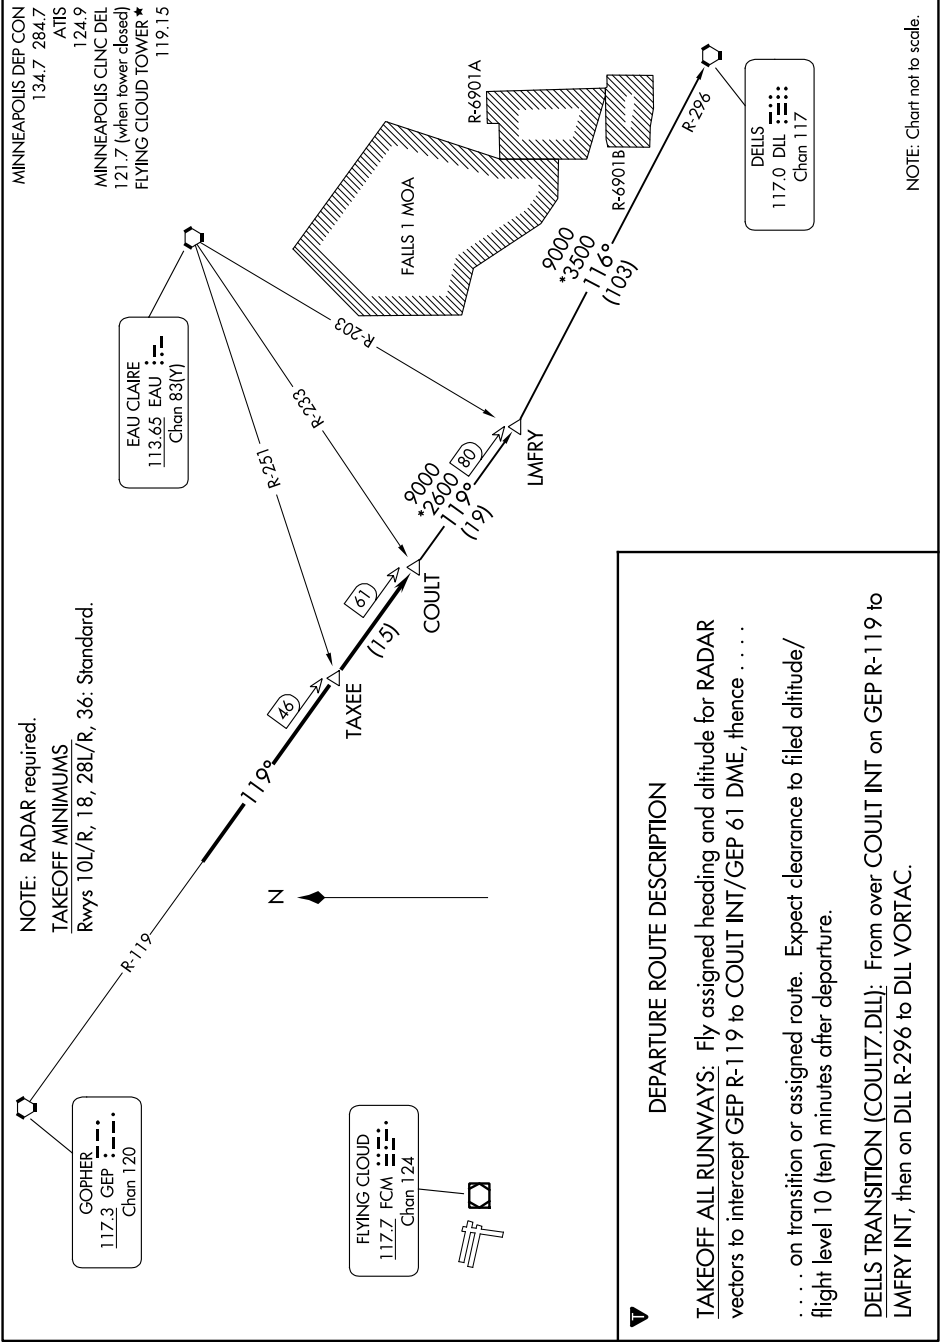 MINNEAPOLIS DEP CON
134.7 284.7
ATIS
124.9
MINNEAPOLIS CLNC DEL
121.7 (when tower closed)
FLYING CLOUD TOWER ★
119.15
NOTE: RADAR required.
TAKEOFF MINIMUMS
Rwys 10L/R, 18, 28L/R, 36: Standard.
GOPHER
117.3 GEP
Chan 120
R-119
119°
N
46
TAXEE
(15)
61
COULT
EAU CLAIRE
113.65 EAU
Chan 83(Y)
R-251
R-233
R-203
9000
*2600
119°
(19)
80
LMFRY
FALLS 1 MOA
R-6901A
R-6901B
9000
*3500
116°
(103)
R-296
DELLS
117.0 DLL
Chan 117
FLYING CLOUD
117.7 FCM
Chan 124
NOTE: Chart not to scale.
T
DEPARTURE ROUTE DESCRIPTION
TAKEOFF ALL RUNWAYS: Fly assigned heading and altitude for RADAR
vectors to intercept GEP R-119 to COULT INT/GEP 61 DME, thence . . . .
. . . . on transition or assigned route. Expect clearance to filed altitude/
flight level 10 (ten) minutes after departure.
DELLS TRANSITION (COULT7.DLL): From over COULT INT on GEP R-119 to
LMFRY INT, then on DLL R-296 to DLL VORTAC.